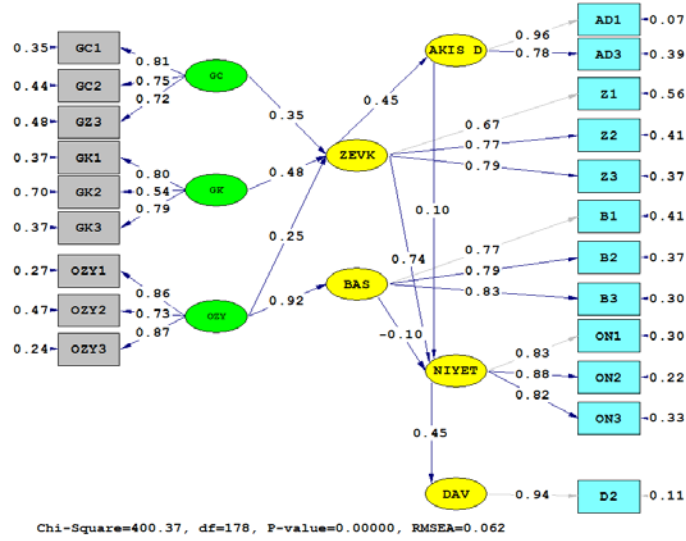 AD1 0.07
0.96
0.35 GC1
0.81
GC
AKIS D
0.78
AD3 0.39
0.44 GC2
0.75
0.72
0.45
Z1 0.56
0.48 GZ3
0.35
0.67
0.37 GK1
ZEVK
0.77
Z2 0.41
0.80
0.79
0.70 GK2
0.54
GK
0.48
Z3 0.37
0.79
0.37 GK3
0.10
B1 0.41
0.25
0.77
0.27 OZY1
0.74
B2 0.37
0.86
BAS
0.79
0.47 OZY2
0.73
OZY
0.92
0.83
B3 0.30
0.87
-0.10
0.24 OZY3
0.83
ON1 0.30
NIYET
0.88
ON2 0.22
0.82
ON3 0.33
0.45
DAV
0.94
D2 0.11
Chi-Square=400.37, df=178, P-value=0.00000, RMSEA=0.062